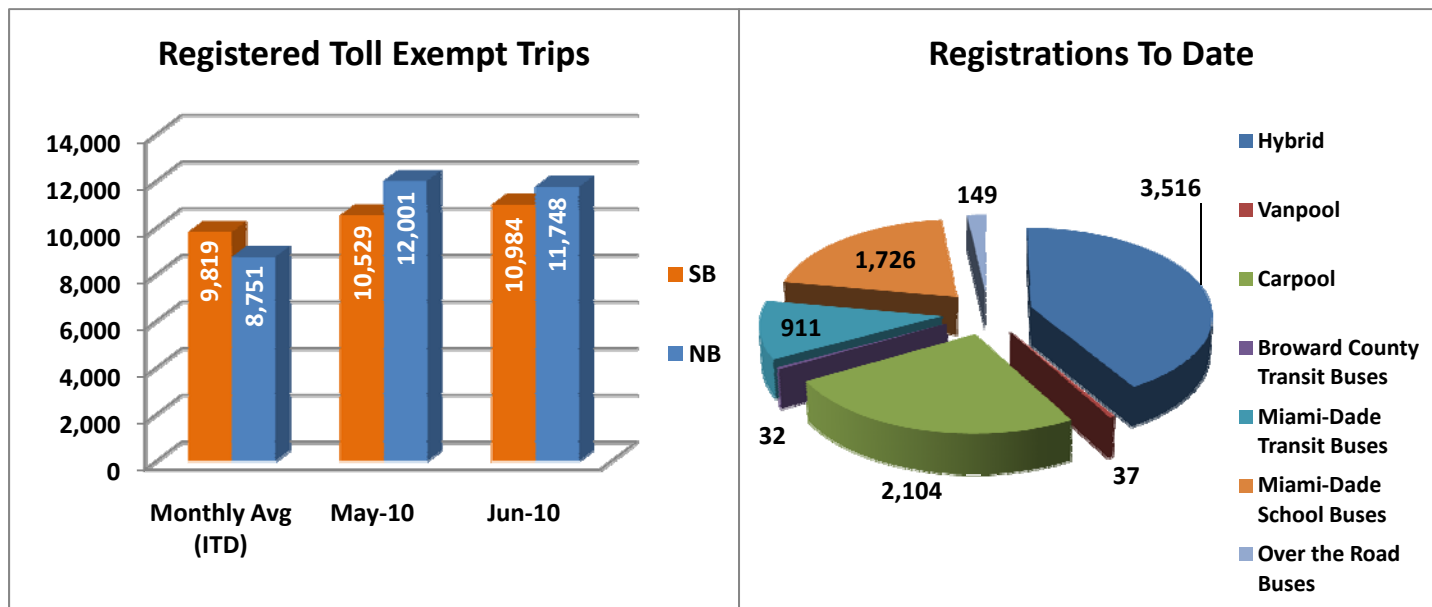 Registered Toll Exempt Trips
14,000
12,000
10,000
8,000
6,000
4,000
2,000
0
9,819
8,751
10,529
12,001
10,984
11,748
Monthly Avg
(ITD)
May-10
Jun-10
SB
NB
Registrations To Date
3,516
37
2,104
32
911
1,726
149
Hybrid
Vanpool
Carpool
Broward County
Transit Buses
Miami-Dade
Transit Buses
Miami-Dade
School Buses
Over the Road
Buses